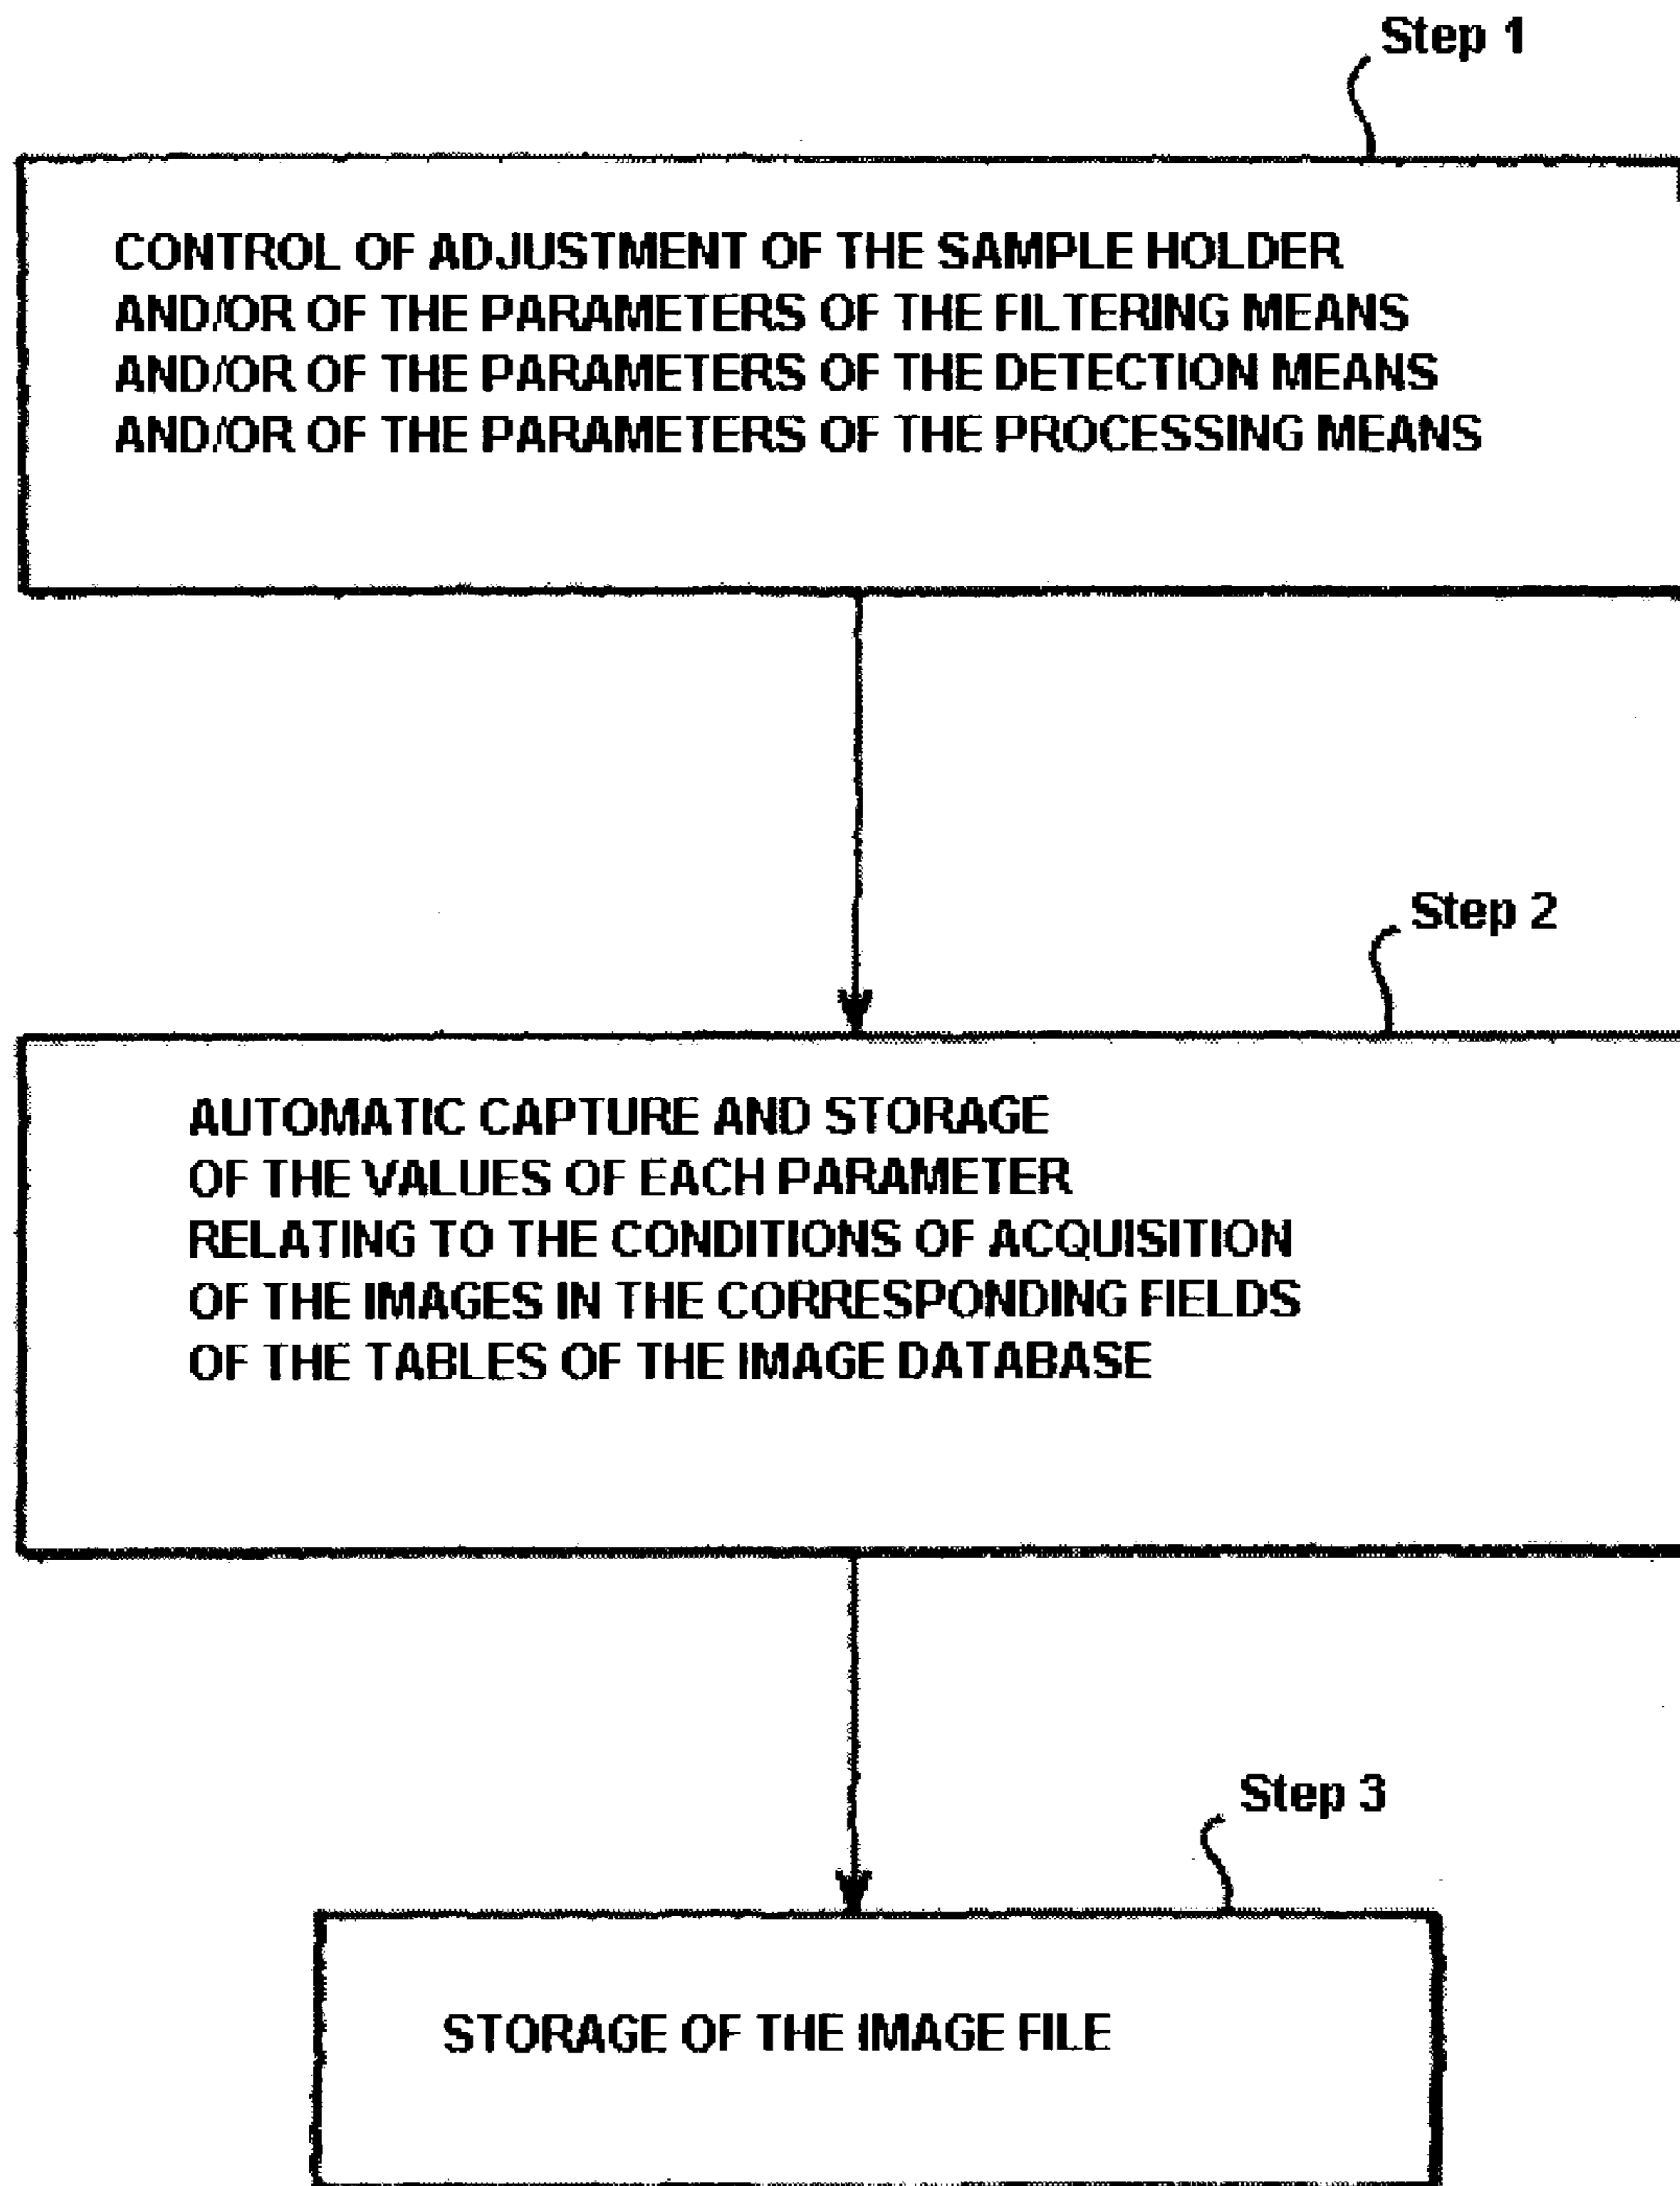 Step 1
CONTROL OF ADJUSTMENT OF THE SAMPLE HOLDER
AND/OR OF THE PARAMETERS OF THE FILTERING MEANS
AND/OR OF THE PARAMETERS OF THE DETECTION MEANS
AND/OR OF THE PARAMETERS OF THE PROCESSING MEANS
Step 2
AUTOMATIC CAPTURE AND STORAGE
OF THE VALUES OF EACH PARAMETER
RELATING TO THE CONDITIONS OF ACQUISITION
OF THE IMAGES IN THE CORRESPONDING FIELDS
OF THE TABLES OF THE IMAGE DATABASE
Step 3
STORAGE OF THE IMAGE FILE